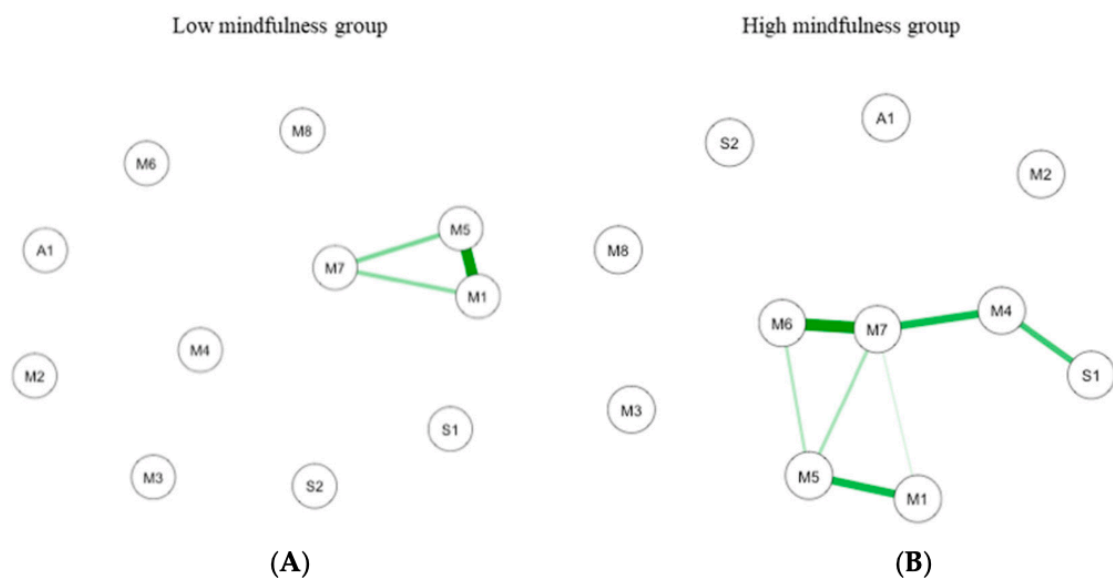 Low mindfulness group
High mindfulness group
M8
M6
A1
M5
M7
M1
M4
M2
S1
M3
S2
A1
S2
M2
M8
M4
M6
M7
S1
M3
M5
M1
(A)
(B)